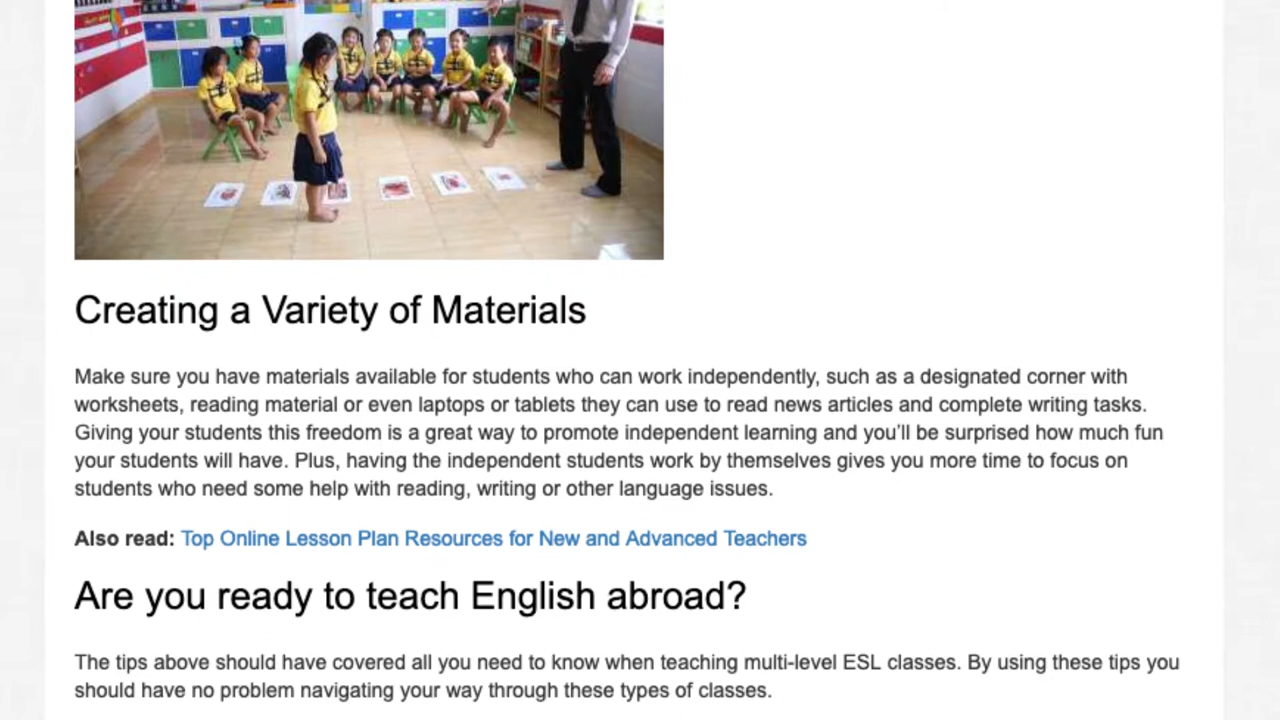 Creating a Variety of Materials
Make sure you have materials available for students who can work independently, such as a designated corner with
worksheets, reading material or even laptops or tablets they can use to read news articles and complete writing tasks.
Giving your students this freedom is a great way to promote independent learning and you'll be surprised how much fun
your students will have. Plus, having the independent students work by themselves gives you more time to focus on
students who need some help with reading, writing or other language issues.
Also read: Top Online Lesson Plan Resources for New and Advanced Teachers
Are you ready to teach English abroad?
The tips above should have covered all you need to know when teaching multi-level ESL classes. By using these tips you
should have no problem navigating your way through these types of classes.